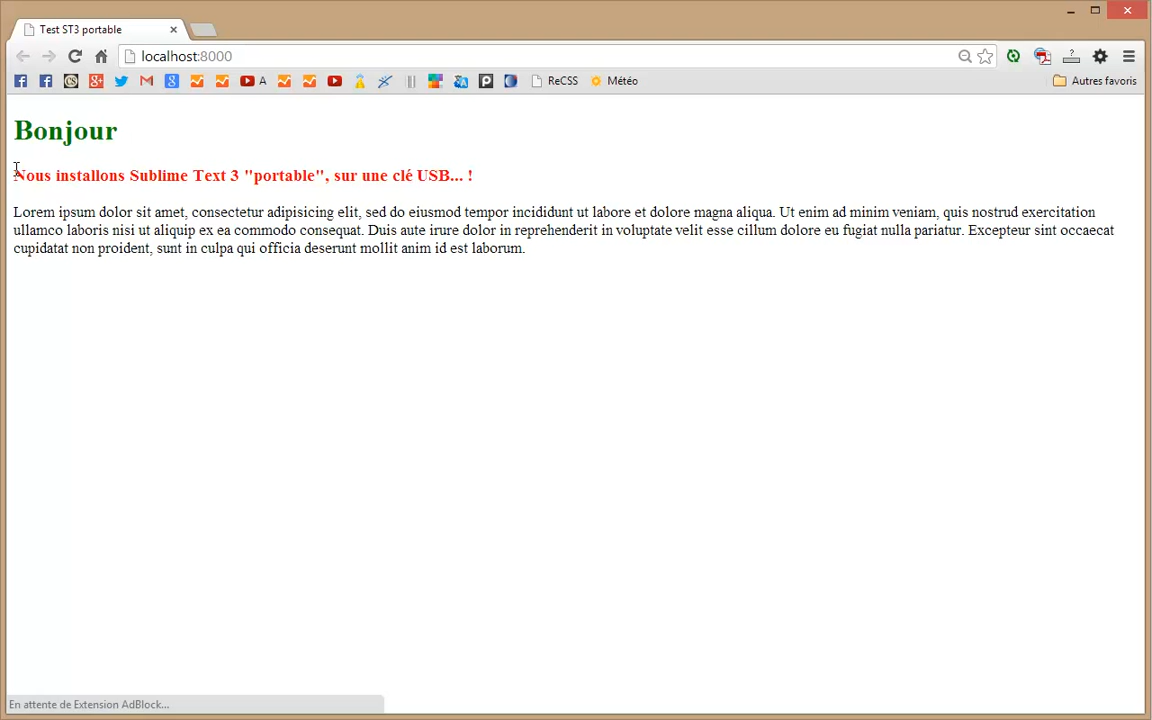 Test ST3 portable
localhost:8000
A
ReCSS
Météo
Autres favoris
Bonjour
Nous installons Sublime Text 3 "portable", sur une clé USB... !
Lorem ipsum dolor sit amet, consectetur adipisicing elit, sed do eiusmod tempor incididunt ut labore et dolore magna aliqua. Ut enim ad minim veniam, quis nostrud exercitation
ullamco laboris nisi ut aliquip ex ea commodo consequat. Duis aute irure dolor in reprehenderit in voluptate velit esse cillum dolore eu fugiat nulla pariatur. Excepteur sint occaecat
cupidatat non proident, sunt in culpa qui officia deserunt mollit anim id est laborum.
En attente de Extension AdBlock...